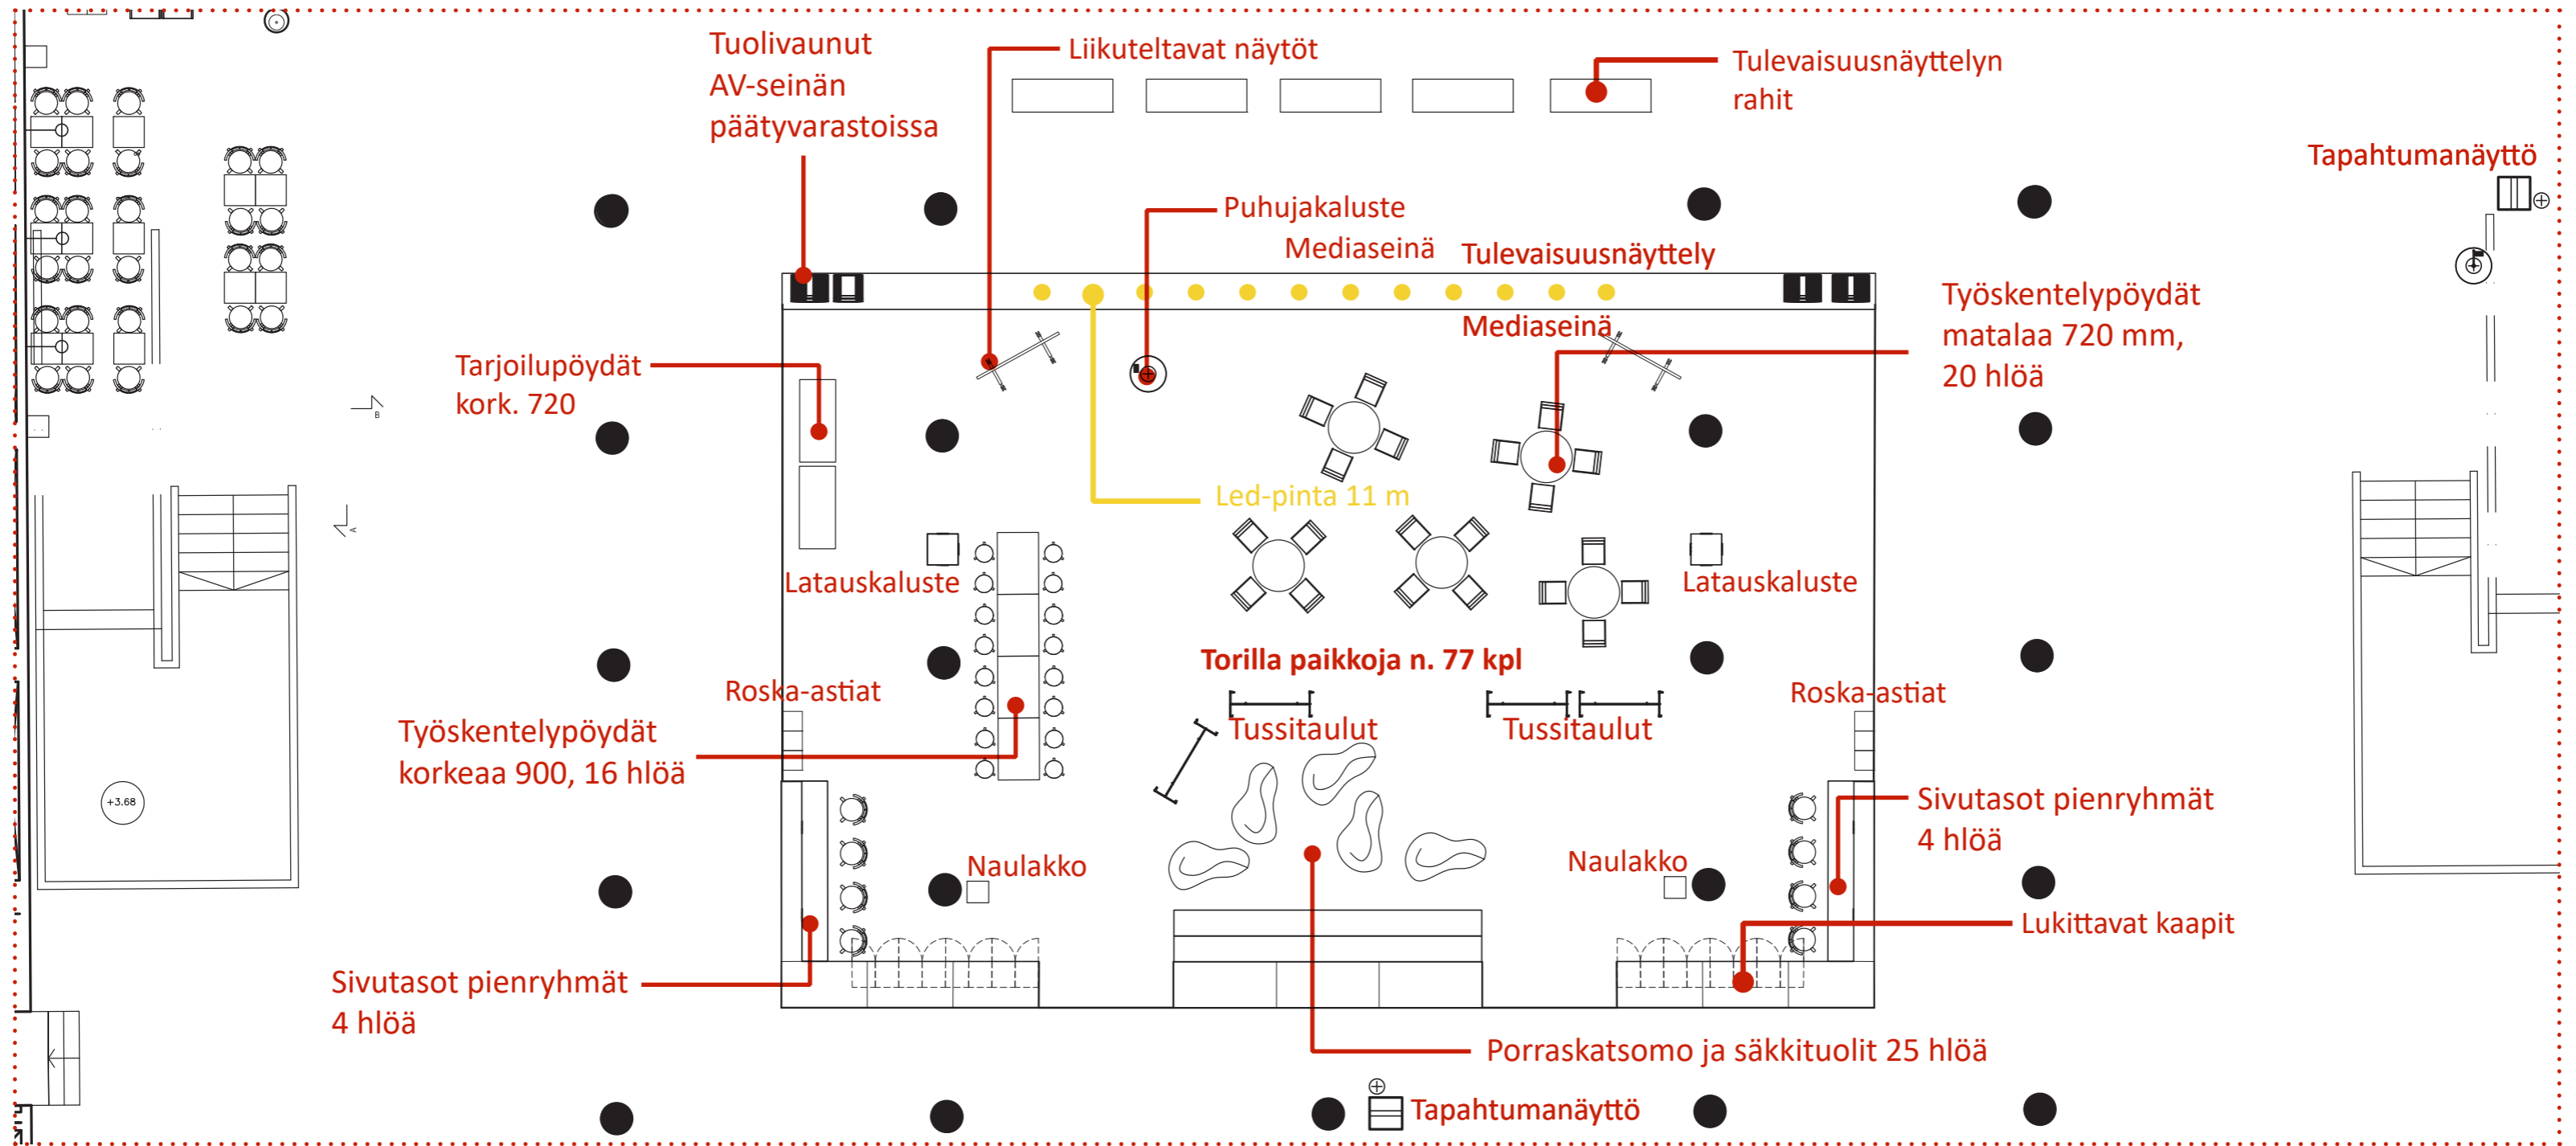 Tuolivaunut
AV-seinän
päätyvarastoissa
Liikuteltavat näytöt
Tulevaisuusnäyttelyn
rahit
Tapahtumanäyttö
Puhujakaluste
Mediaseinä
Tulevaisuusnäyttely
Mediaseinä
Työskentelypöydät
matalaa 720 mm,
20 hlöä
Tarjoilupöydät
kork. 720
B
A
Led-pinta 11 m
Latauskaluste
Latauskaluste
Torilla paikkoja n. 77 kpl
Roska-astiat
Roska-astiat
Työskentelypöydät
korkeaa 900, 16 hlöä
Tussitaulut
Tussitaulut
+3.68
Sivutasot pienryhmät
4 hlöä
Naulakko
Naulakko
Lukittavat kaapit
Sivutasot pienryhmät
4 hlöä
Porraskatsomo ja säkkituolit 25 hlöä
Tapahtumanäyttö